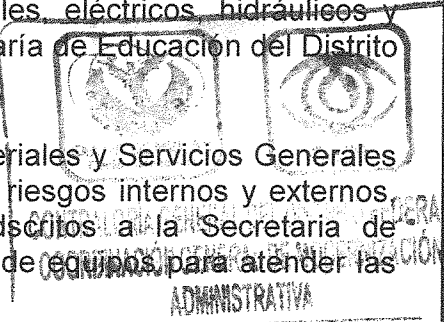 les eléctricos, hidráulicos y
aría de Educación del Distrito
eriales y Servicios Generales
riesgos internos y externos,
dscritos a la Secretaria de
de equipos para atender las
ADMINISTRATIVA